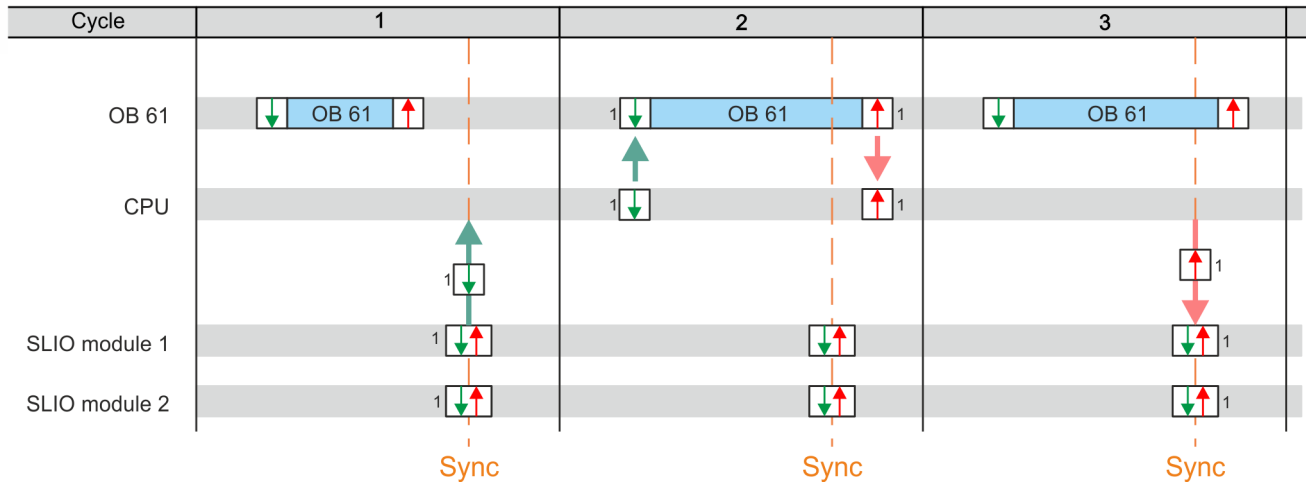 Cycle 1 2 3
OB 61 OB 61 1 OB 61 1 OB 61
CPU 1 1
1 1
SLIO module 1 1 1
SLIO module 2 1 1
Sync Sync Sync